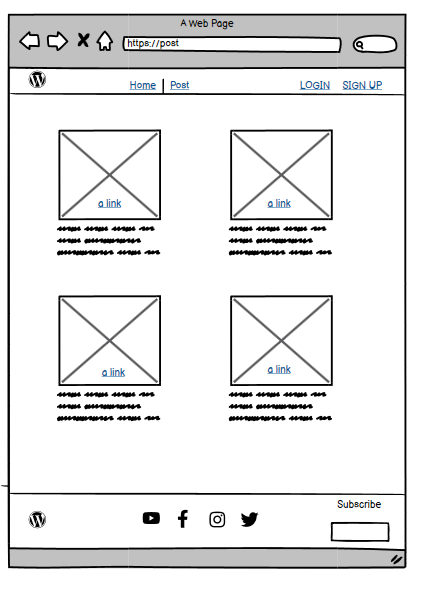 A Web Page
https://post
Home | Post LOGIN SIGN UP
a link a link
a link a link
Subscribe